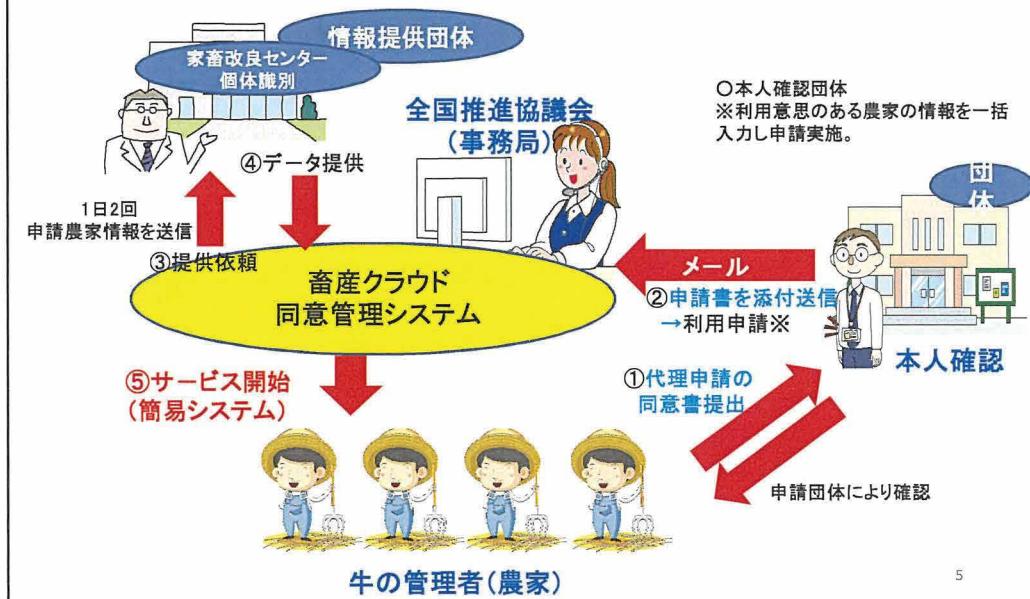 情報提供団体
家畜改良センター
個体識別
全国推進協議会
(事務局)
○本人確認団体
※利用意思のある農家の情報を一括
入力し申請実施。
団
体
④データ提供
1日2回
申請農家情報を送信
③提供依頼
メール
畜産クラウド
同意管理システム
②申請書を添付送信
→利用申請※
本人確認
⑤サービス開始
(簡易システム)
①代理申請の
同意書提出
申請団体により確認
牛の管理者(農家)
5